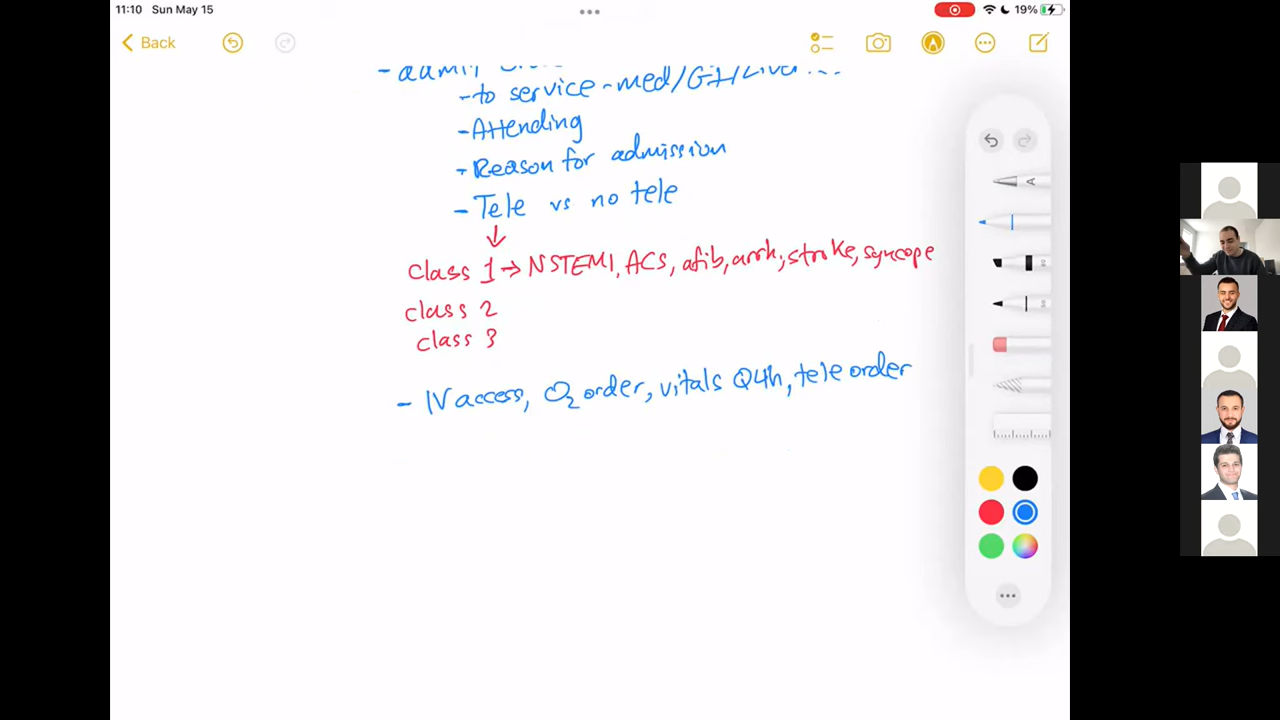 11:10 Sun May 15
19%
Back
- admit
- to service - med/GI/Liver ...
- Attending
- Reason for admission
- Tele vs no tele
↓
class 1 → NSTEMI, ACS, afib, arrh, stroke, syncope
class 2
class 3
- IV access, O2 order, vitals Q4h, tele order
A